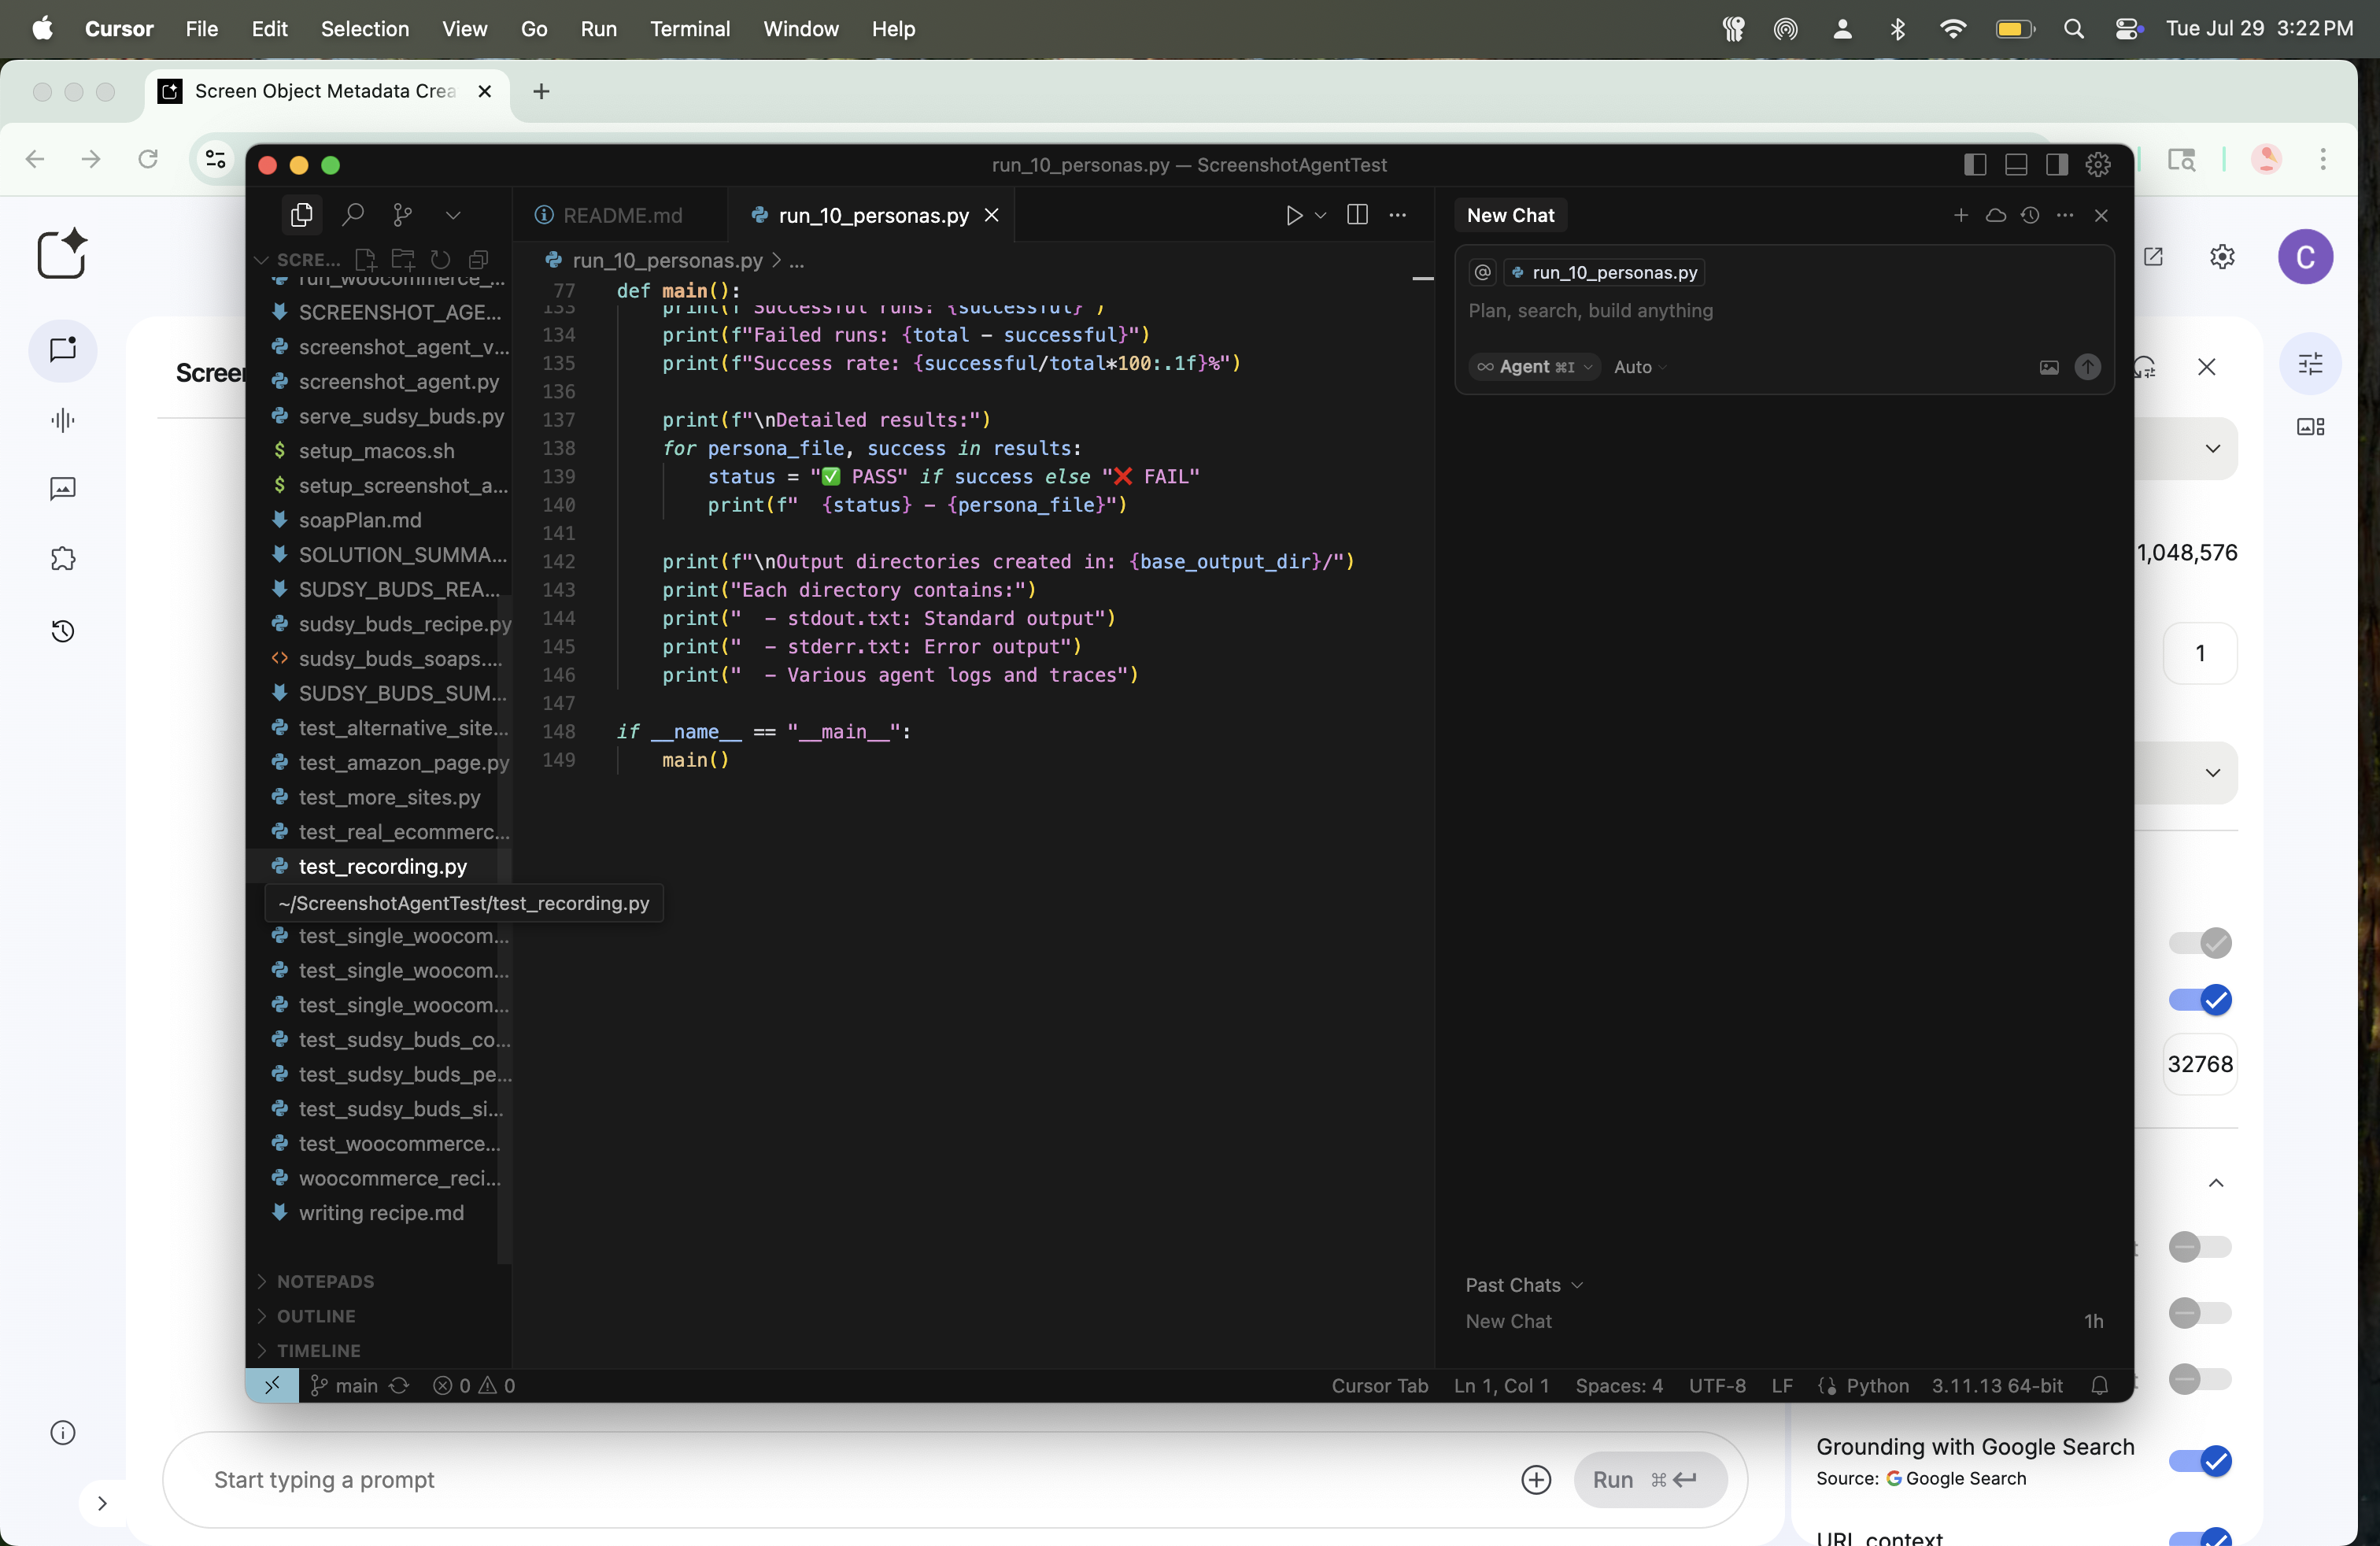 Cursor File Edit Selection View Go Run Terminal Window Help Tue Jul 29 3:22 PM
Screen Object Metadata Crea
run_10_personas.py — ScreenshotAgentTest
README.md
run_10_personas.py
New Chat
SCRE...
run_10_personas.py > ...
run_woocommerce_...
SCREENSHOT_AGE...
screenshot_agent_v...
screenshot_agent.py
serve_sudsy_buds.py
setup_macos.sh
setup_screenshot_a...
soapPlan.md
SOLUTION_SUMMA...
SUDSY_BUDS_REA...
sudsy_buds_recipe.py
sudsy_buds_soaps....
SUDSY_BUDS_SUM...
test_alternative_site...
test_amazon_page.py
test_more_sites.py
test_real_ecommerc...
test_recording.py
~/ScreenshotAgentTest/test_recording.py
test_single_woocom...
test_single_woocom...
test_single_woocom...
test_sudsy_buds_co...
test_sudsy_buds_pe...
test_sudsy_buds_si...
test_woocommerce...
woocommerce_reci...
writing recipe.md
NOTEPADS
OUTLINE
TIMELINE
77 def main():
133 print(f"Successful runs: {successful}")
134 print(f"Failed runs: {total - successful}")
135 print(f"Success rate: {successful/total*100:.1f}%")
136
137 print(f"\nDetailed results:")
138 for persona_file, success in results:
139 status = "✅ PASS" if success else "❌ FAIL"
140 print(f"  {status} - {persona_file}")
141
142 print(f"\nOutput directories created in: {base_output_dir}/")
143 print("Each directory contains:")
144 print("  - stdout.txt: Standard output")
145 print("  - stderr.txt: Error output")
146 print("  - Various agent logs and traces")
147
148 if __name__ == "__main__":
149 main()
@ run_10_personas.py
Plan, search, build anything
∞ Agent ⌘I Auto
Past Chats
New Chat 1h
main 0 0 Cursor Tab Ln 1, Col 1 Spaces: 4 UTF-8 LF Python 3.11.13 64-bit
Screen
C
1,048,576
1
32768
Grounding with Google Search
Source: Google Search
URL context
Start typing a prompt
Run ⌘ ↵